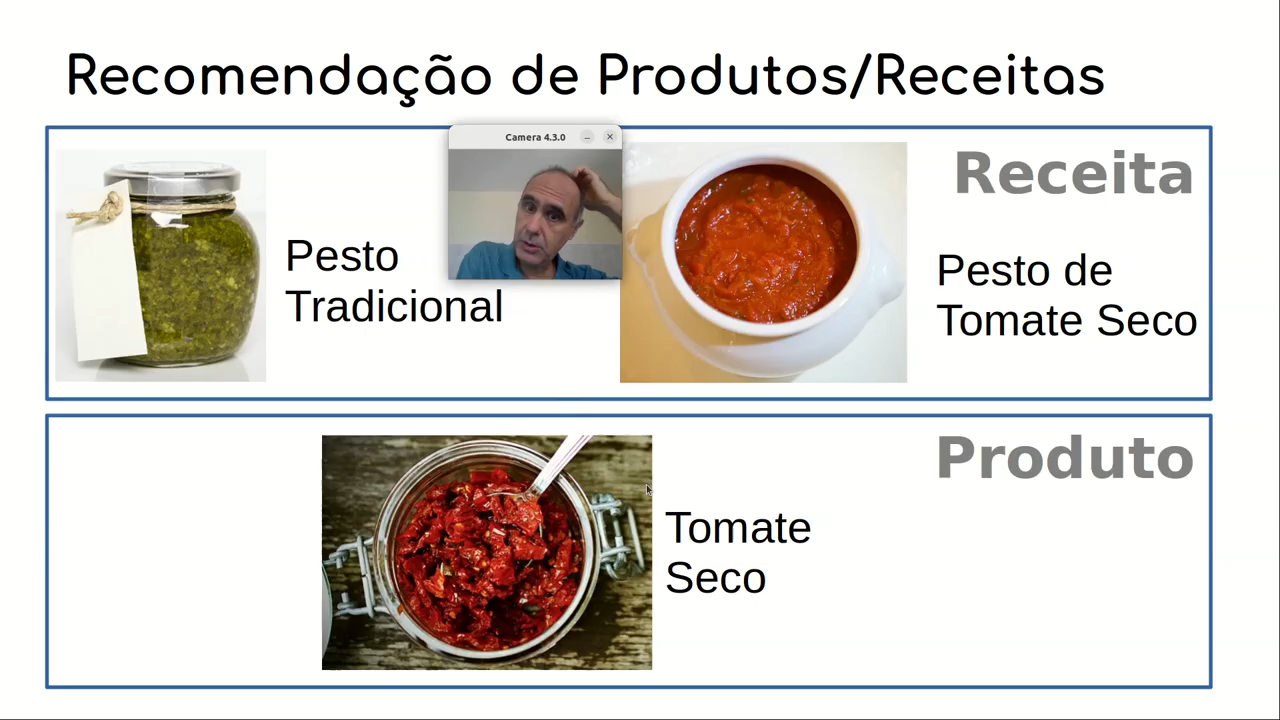 Recomendação de Produtos/Receitas
Camera 4.3.0
Receita
Pesto
Tradicional
Pesto de
Tomate Seco
Produto
Tomate
Seco